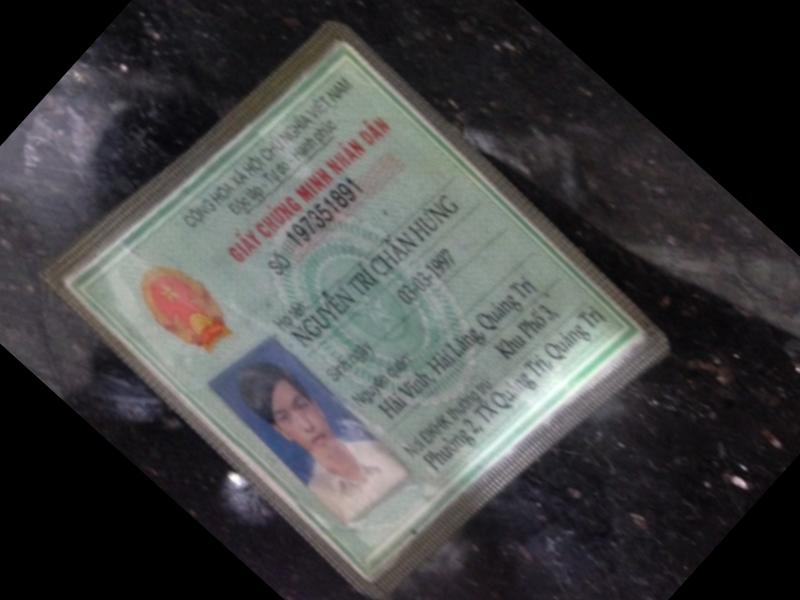 CỘNG HÒA XÃ HỘI CHỦ NGHĨA VIỆT NAM
Độc lập - Tự do - Hạnh phúc
GIẤY CHỨNG MINH NHÂN DÂN
SỐ 197351891
Họ tên:
NGUYỄN TRÍ CHẤN HƯNG
Sinh ngày 03-03-1997
Nguyên quán:
Hải Vĩnh, Hải Lăng, Quảng Trị
Nơi ĐKHK thường trú: Khu Phố 3,
Phường 2, TX Quảng Trị, Quảng Trị